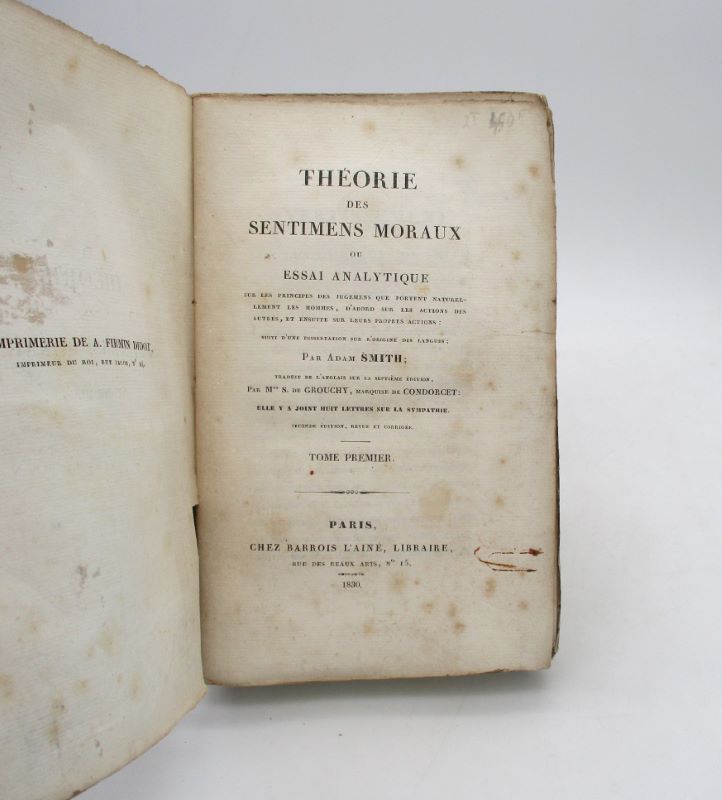 IMPRIMERIE DE A. FIRMIN DIDOT,
IMPRIMEUR DU ROI, RUE JACOB, N° 24.
THÉORIE
DES
SENTIMENS MORAUX
OU
ESSAI ANALYTIQUE
SUR LES PRINCIPES DES JUGEMENS QUE PORTENT NATUREL-
LEMENT LES HOMMES, D'ABORD SUR LES ACTIONS DES
AUTRES, ET ENSUITE SUR LEURS PROPRES ACTIONS:
SUIVI D'UNE DISSERTATION SUR L'ORIGINE DES LANGUES;
PAR ADAM SMITH;
TRADUIT DE L'ANGLAIS SUR LA SEPTIÈME ÉDITION,
PAR Mme S. DE GROUCHY, MARQUISE DE CONDORCET:
ELLE Y A JOINT HUIT LETTRES SUR LA SYMPATHIE.
SECONDE ÉDITION, REVUE ET CORRIGÉE.
TOME PREMIER.
PARIS,
CHEZ BARROIS L'AINÉ, LIBRAIRE,
RUE DES BEAUX ARTS, N° 15.
1830.